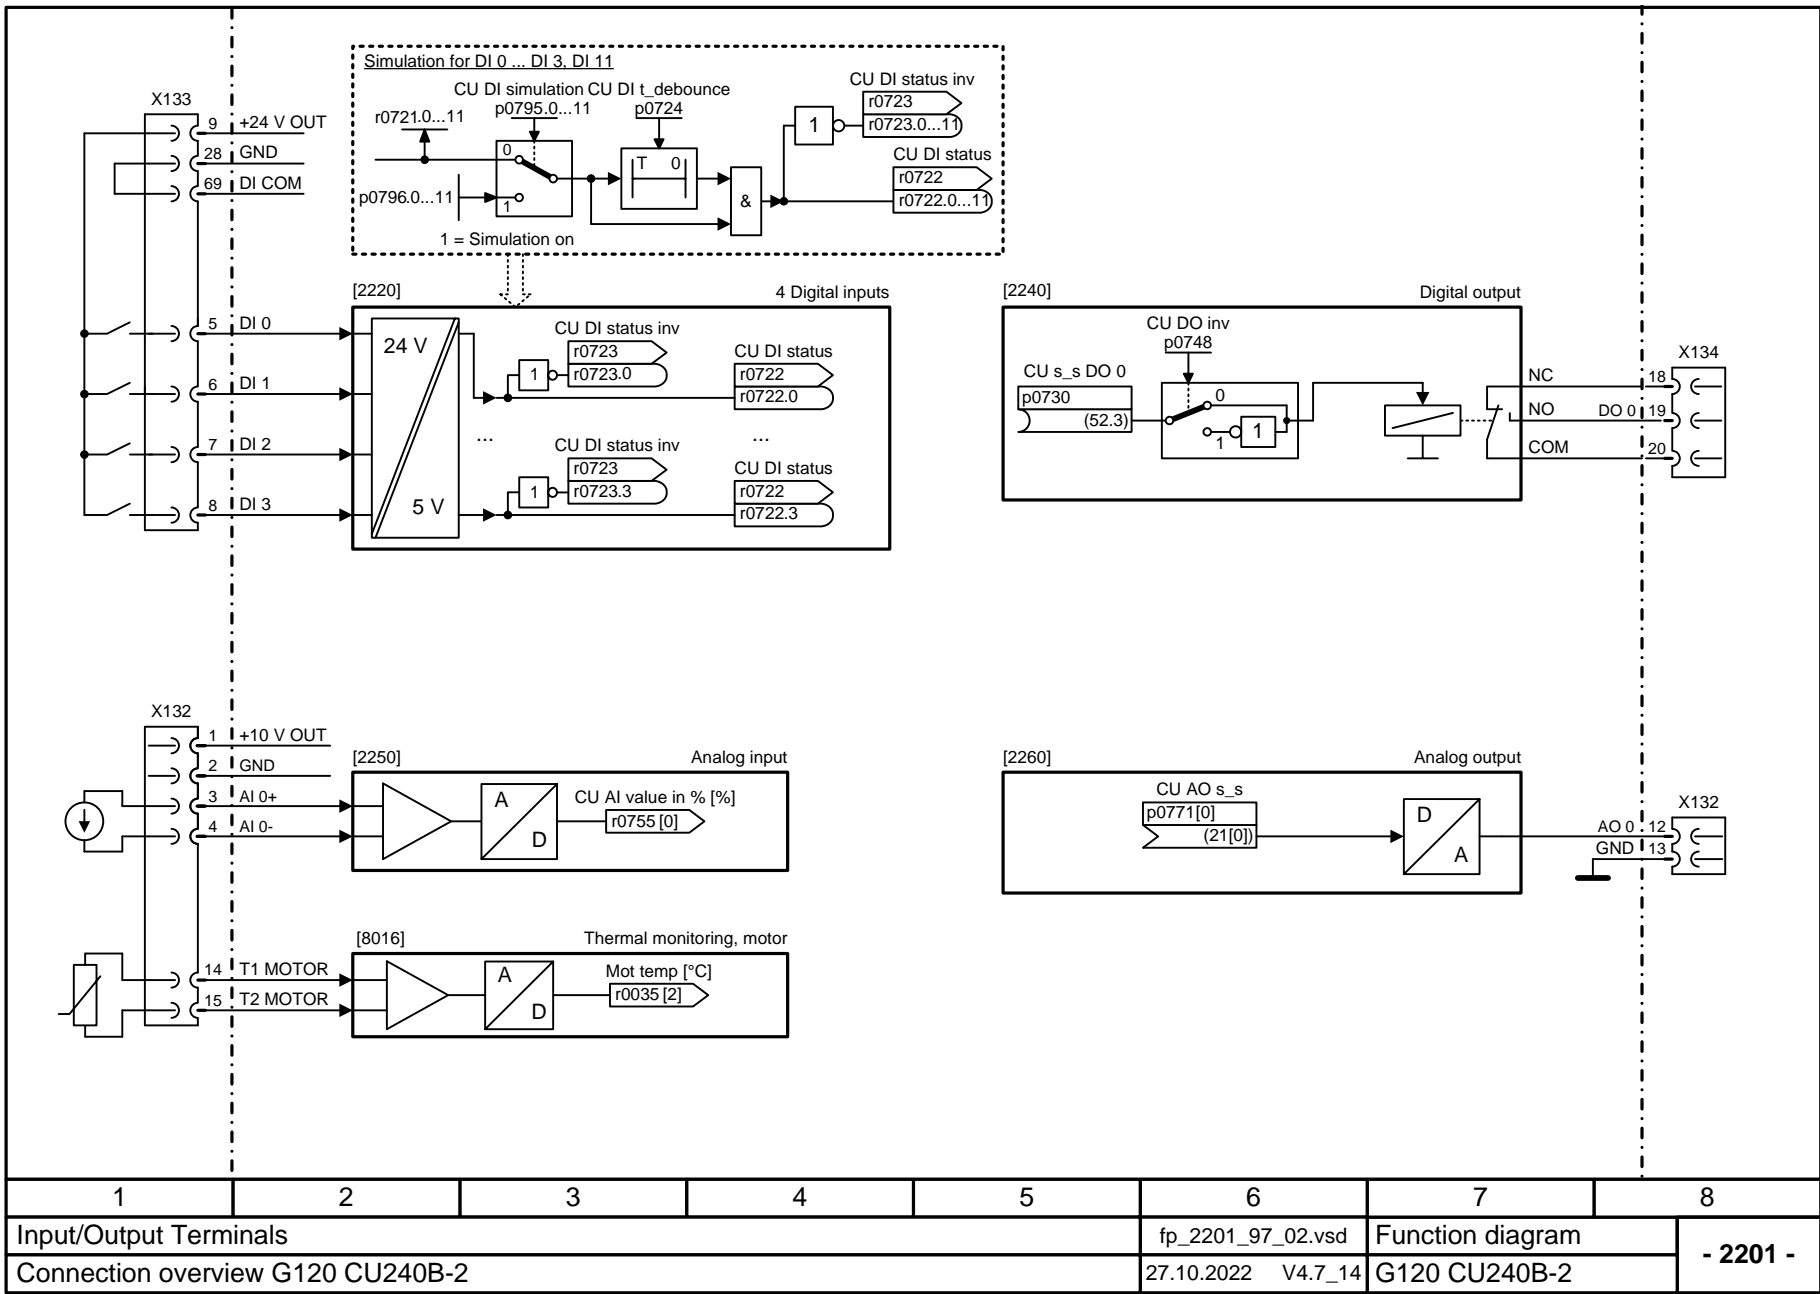 Simulation for DI 0 ... DI 3, DI 11
CU DI simulation
p0795.0...11
CU DI t_debounce
p0724
r0721.0...11
p0796.0...11
0
1
1 = Simulation on
T 0
&
1
CU DI status inv
r0723
r0723.0...11
CU DI status
r0722
r0722.0...11
X133
9 +24 V OUT
28 GND
69 DI COM
5 DI 0
6 DI 1
7 DI 2
8 DI 3
[2220] 4 Digital inputs
24 V
5 V
CU DI status inv
r0723
1 r0723.0
CU DI status
r0722
r0722.0
... ...
CU DI status inv
r0723
1 r0723.3
CU DI status
r0722
r0722.3
[2240] Digital output
CU DO inv
p0748
CU s_s DO 0
p0730
(52.3)
0
1 1
X134
NC 18
NO DO 0 19
COM 20
X132
1 +10 V OUT
2 GND
3 AI 0+
4 AI 0-
[2250] Analog input
A
D
CU AI value in % [%]
r0755 [0]
14 T1 MOTOR
15 T2 MOTOR
[8016] Thermal monitoring, motor
A
D
Mot temp [°C]
r0035 [2]
[2260] Analog output
CU AO s_s
p0771[0]
(21[0])
D
A
X132
AO 0 12
GND 13
1 2 3 4 5 6 7 8
Input/Output Terminals fp_2201_97_02.vsd Function diagram
- 2201 -
Connection overview G120 CU240B-2 27.10.2022 V4.7_14 G120 CU240B-2